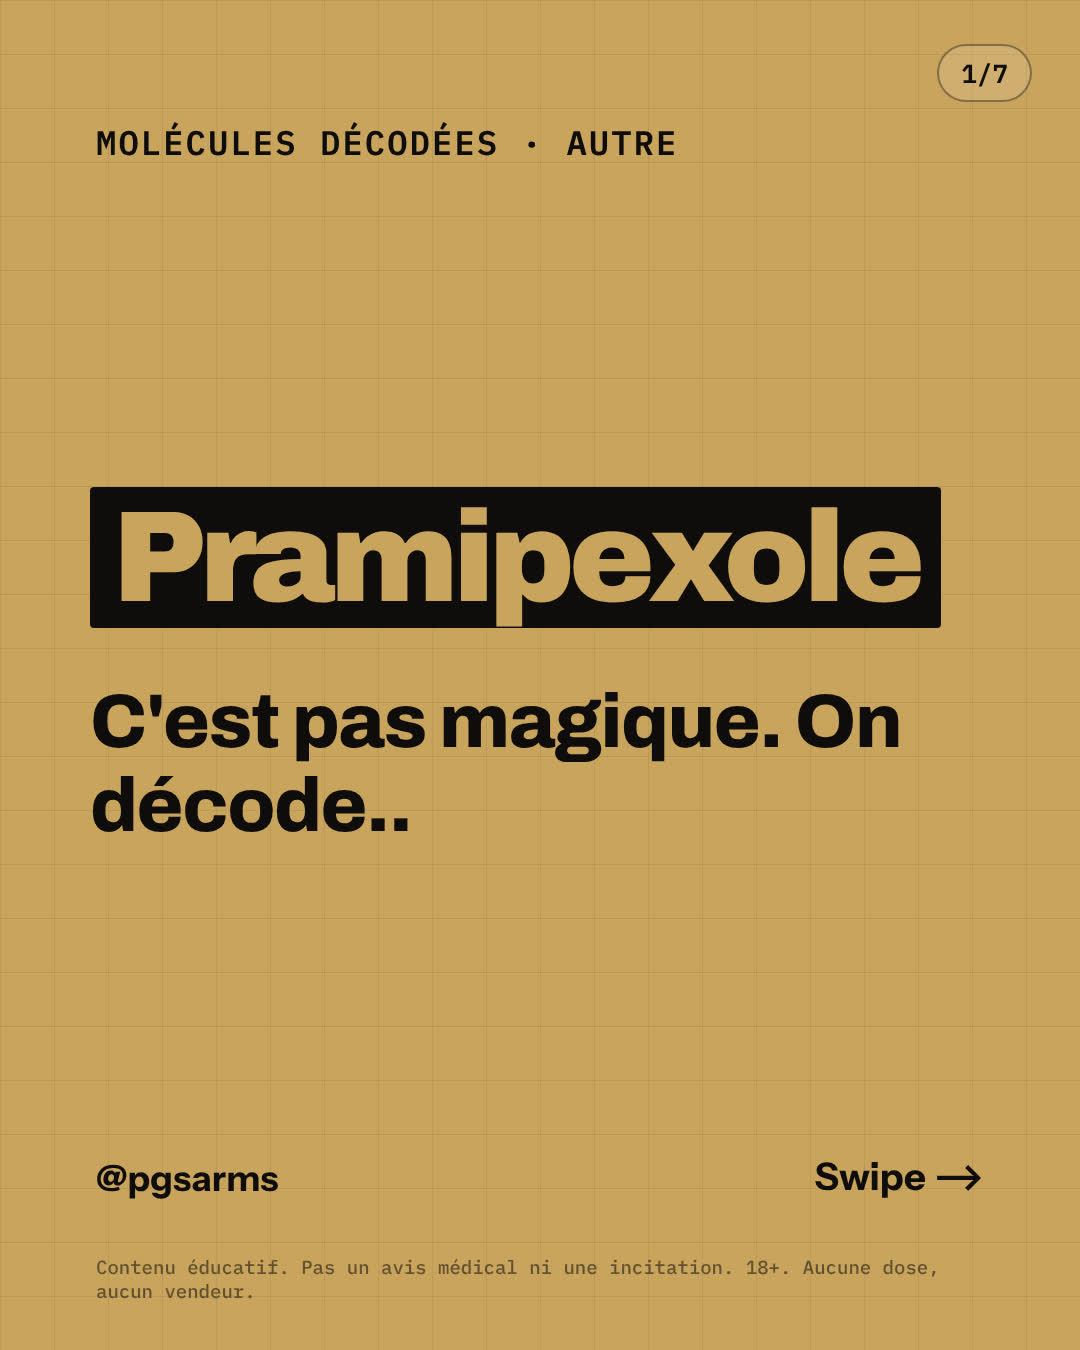 1/7
MOLÉCULES DÉCODÉES · AUTRE
Pramipexole
C'est pas magique. On
décode..
@pgsarms
Swipe →
Contenu éducatif. Pas un avis médical ni une incitation. 18+. Aucune dose,
aucun vendeur.